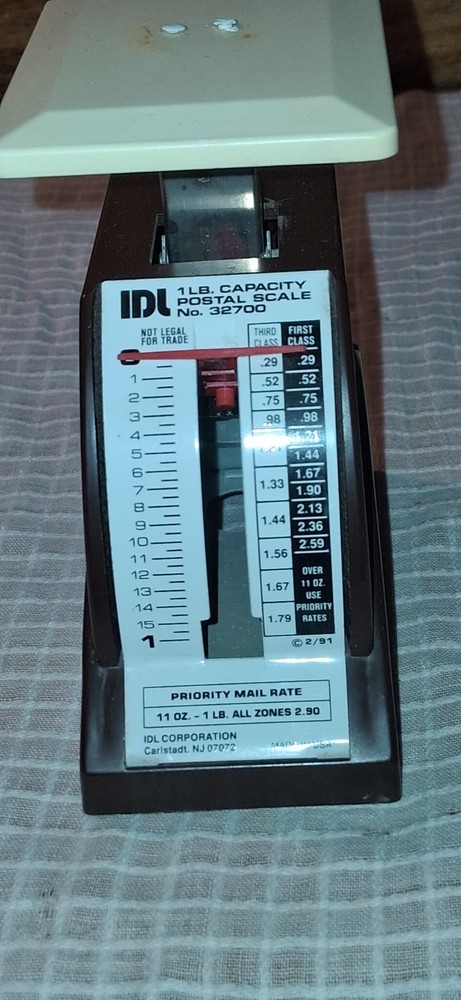 IDL 1 LB. CAPACITY
POSTAL SCALE
No. 32700
NOT LEGAL
FOR TRADE
0
1
2
3
4
5
6
7
8
9
10
11
12
13
14
15
1
THIRD
CLASS
.29
.52
.75
.98
1.33
1.44
1.56
1.67
1.79
FIRST
CLASS
.29
.52
.75
.98
1.21
1.44
1.67
1.90
2.13
2.36
2.59
OVER
11 OZ.
USE
PRIORITY
RATES
© 2/91
PRIORITY MAIL RATE
11 OZ. - 1 LB. ALL ZONES 2.90
IDL CORPORATION
Carlstadt, NJ 07072
MADE IN USA